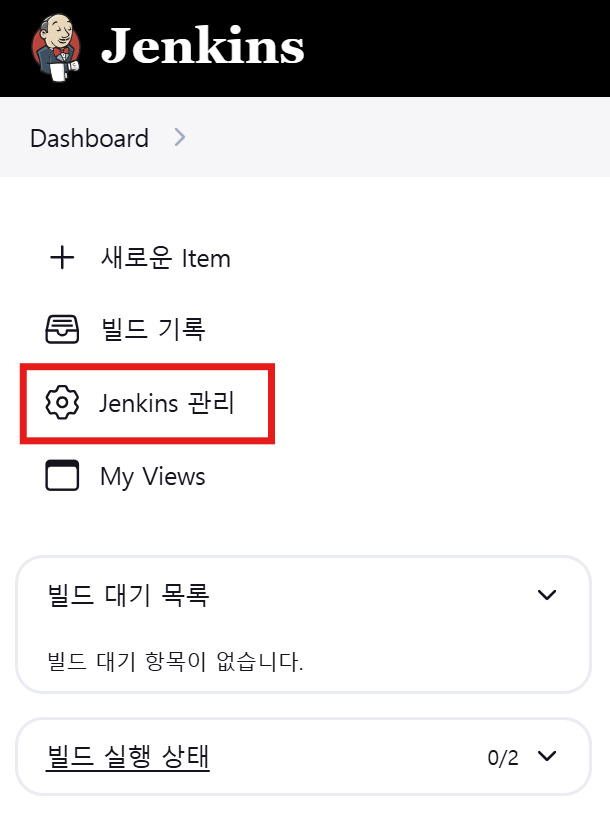 Jenkins
Dashboard
새로운 Item
빌드 기록
Jenkins 관리
My Views
빌드 대기 목록
빌드 대기 항목이 없습니다.
빌드 실행 상태 0/2